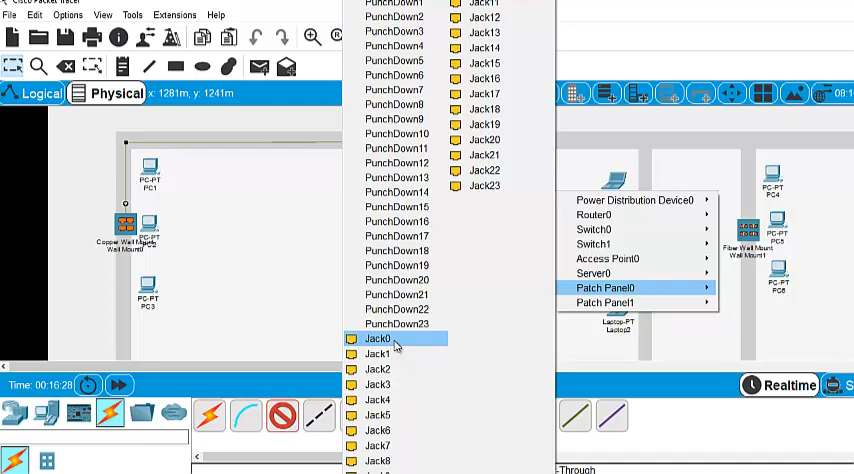 Cisco Packet Tracer
File Edit Options View Tools Extensions Help
Logical Physical x: 1281m, y: 1241m
08:1
PunchDown1
PunchDown2
PunchDown3
PunchDown4
PunchDown5
PunchDown6
PunchDown7
PunchDown8
PunchDown9
PunchDown10
PunchDown11
PunchDown12
PunchDown13
PunchDown14
PunchDown15
PunchDown16
PunchDown17
PunchDown18
PunchDown19
PunchDown20
PunchDown21
PunchDown22
PunchDown23
Jack0
Jack1
Jack2
Jack3
Jack4
Jack5
Jack6
Jack7
Jack8
Jack11
Jack12
Jack13
Jack14
Jack15
Jack16
Jack17
Jack18
Jack19
Jack20
Jack21
Jack22
Jack23
Power Distribution Device0
Router0
Switch0
Switch1
Access Point0
Server0
Patch Panel0
Patch Panel1
PC-PT
PC1
Copper Wall Mount
Wall Mount0
PC-PT
PC3
Laptop-PT
Laptop2
PC-PT
PC4
Fiber Wall Mount
Wall Mount1
PC-PT
PC5
PC-PT
PC6
Time: 00:16:28
Realtime
S
-Through